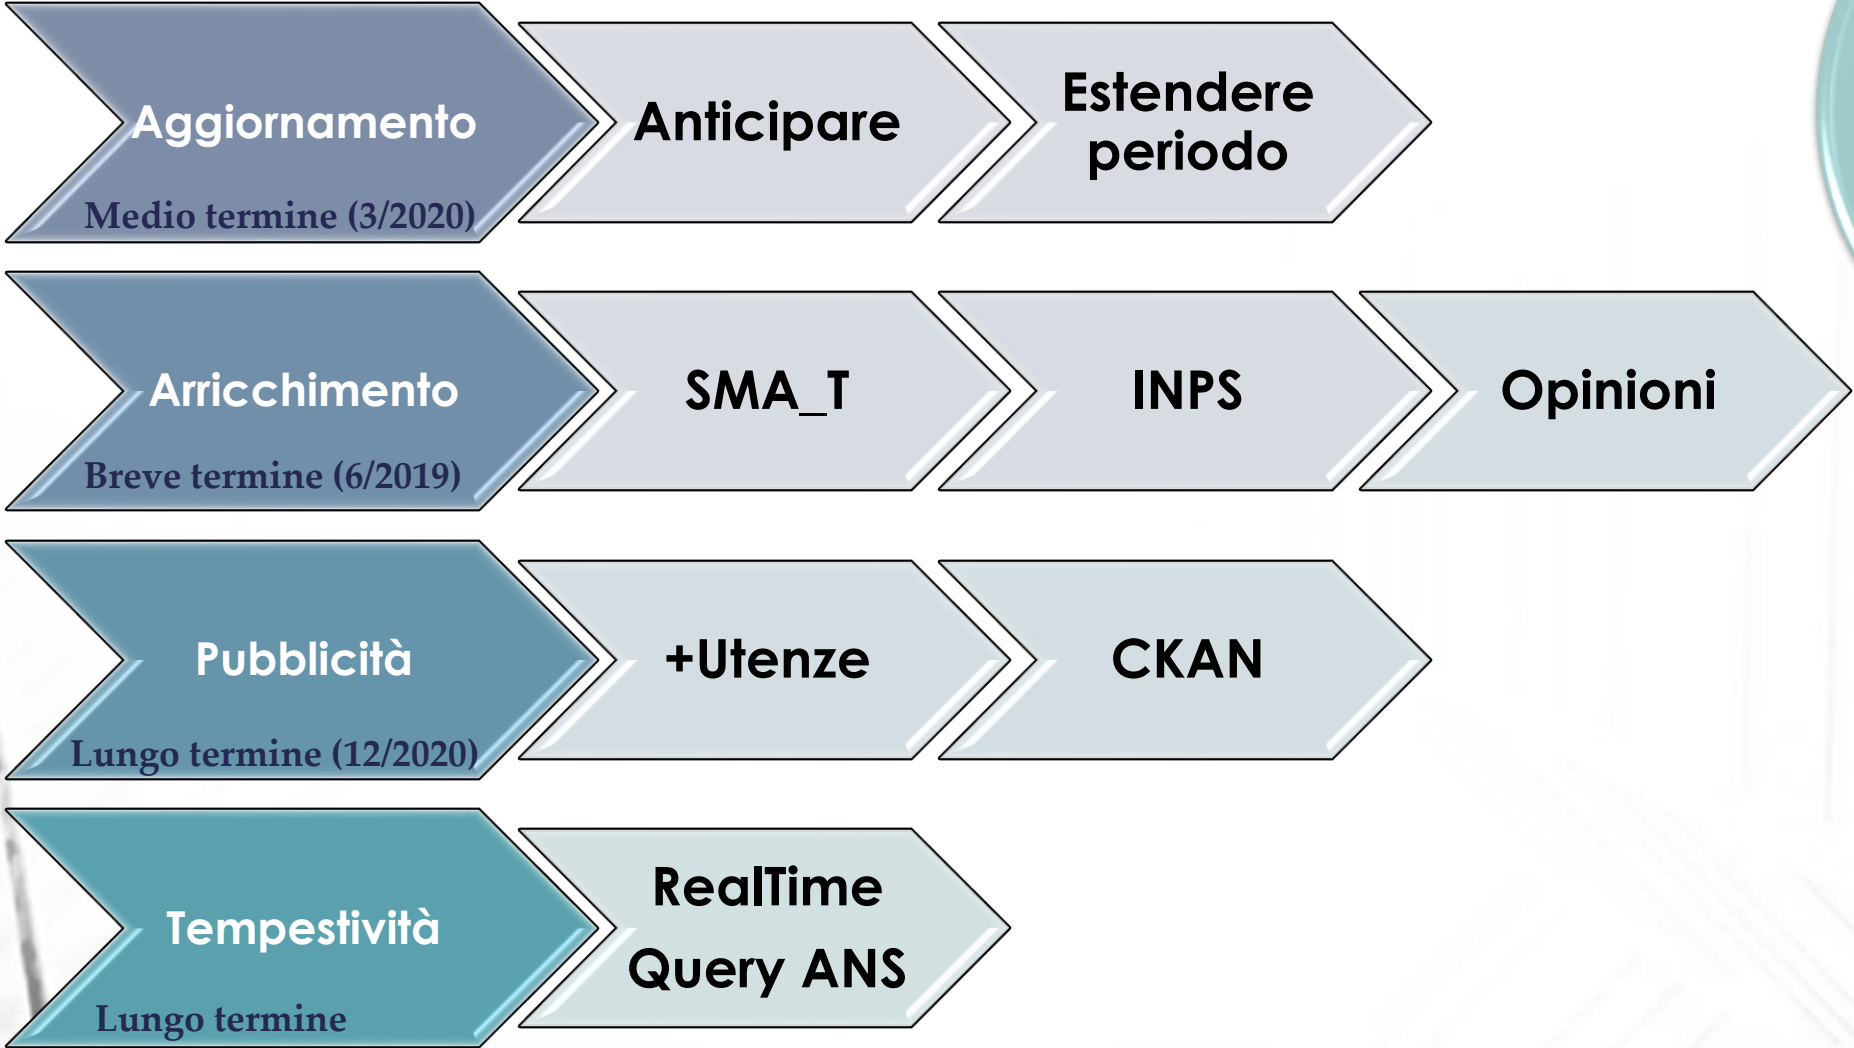 Aggiornamento
Medio termine (3/2020)
Anticipare
Estendere
periodo
Arricchimento
Breve termine (6/2019)
SMA_T
INPS
Opinioni
Pubblicità
Lungo termine (12/2020)
+Utenze
CKAN
Tempestività
Lungo termine
RealTime
Query ANS